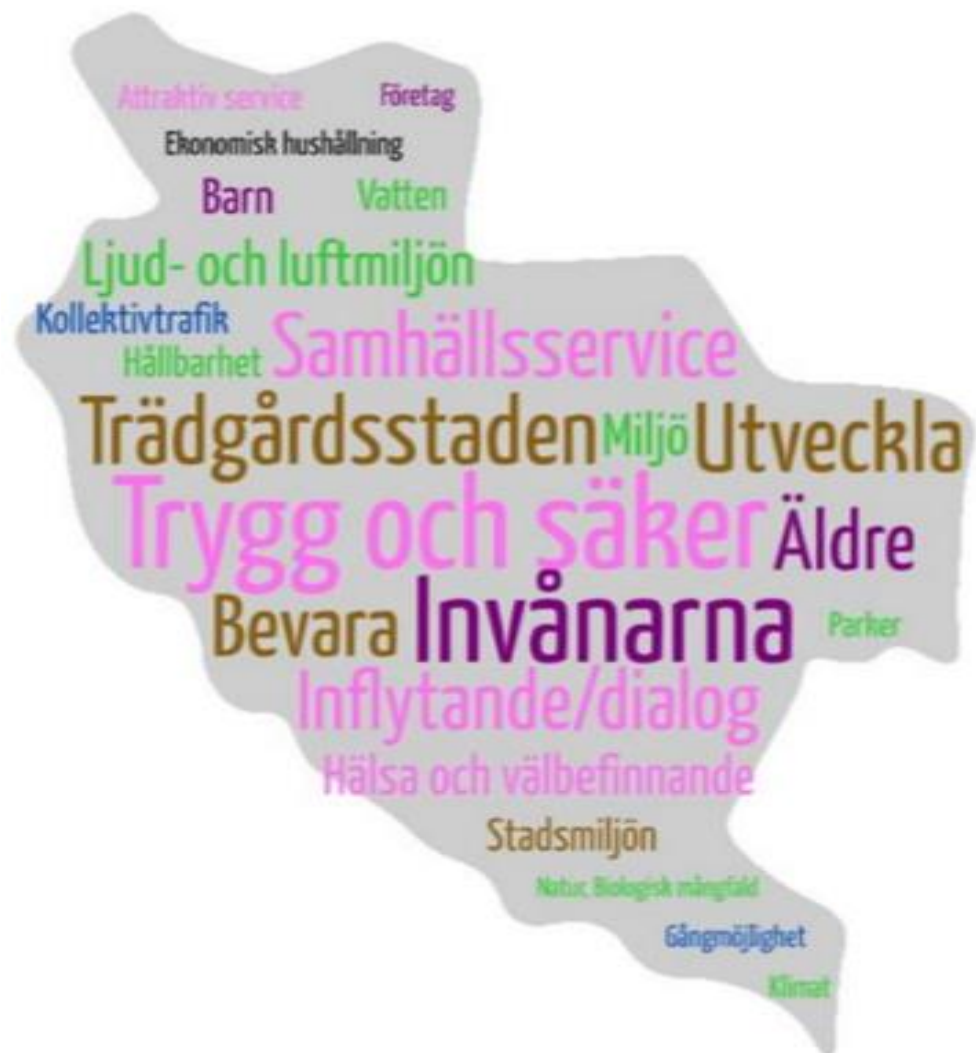 Attraktiv service Företag
Ekonomisk hushållning
Barn Vatten
Ljud- och luftmiljön
Kollektivtrafik
Samhällsservice
Hållbarhet
Trädgårdsstaden Miljö Utveckla
Trygg och säker Äldre
Bevara Invånarna Parker
Inflytande/dialog
Hälsa och välbefinnande
Stadsmiljön
Natur, Biologisk mångfald
Gångmöjlighet
Klimat